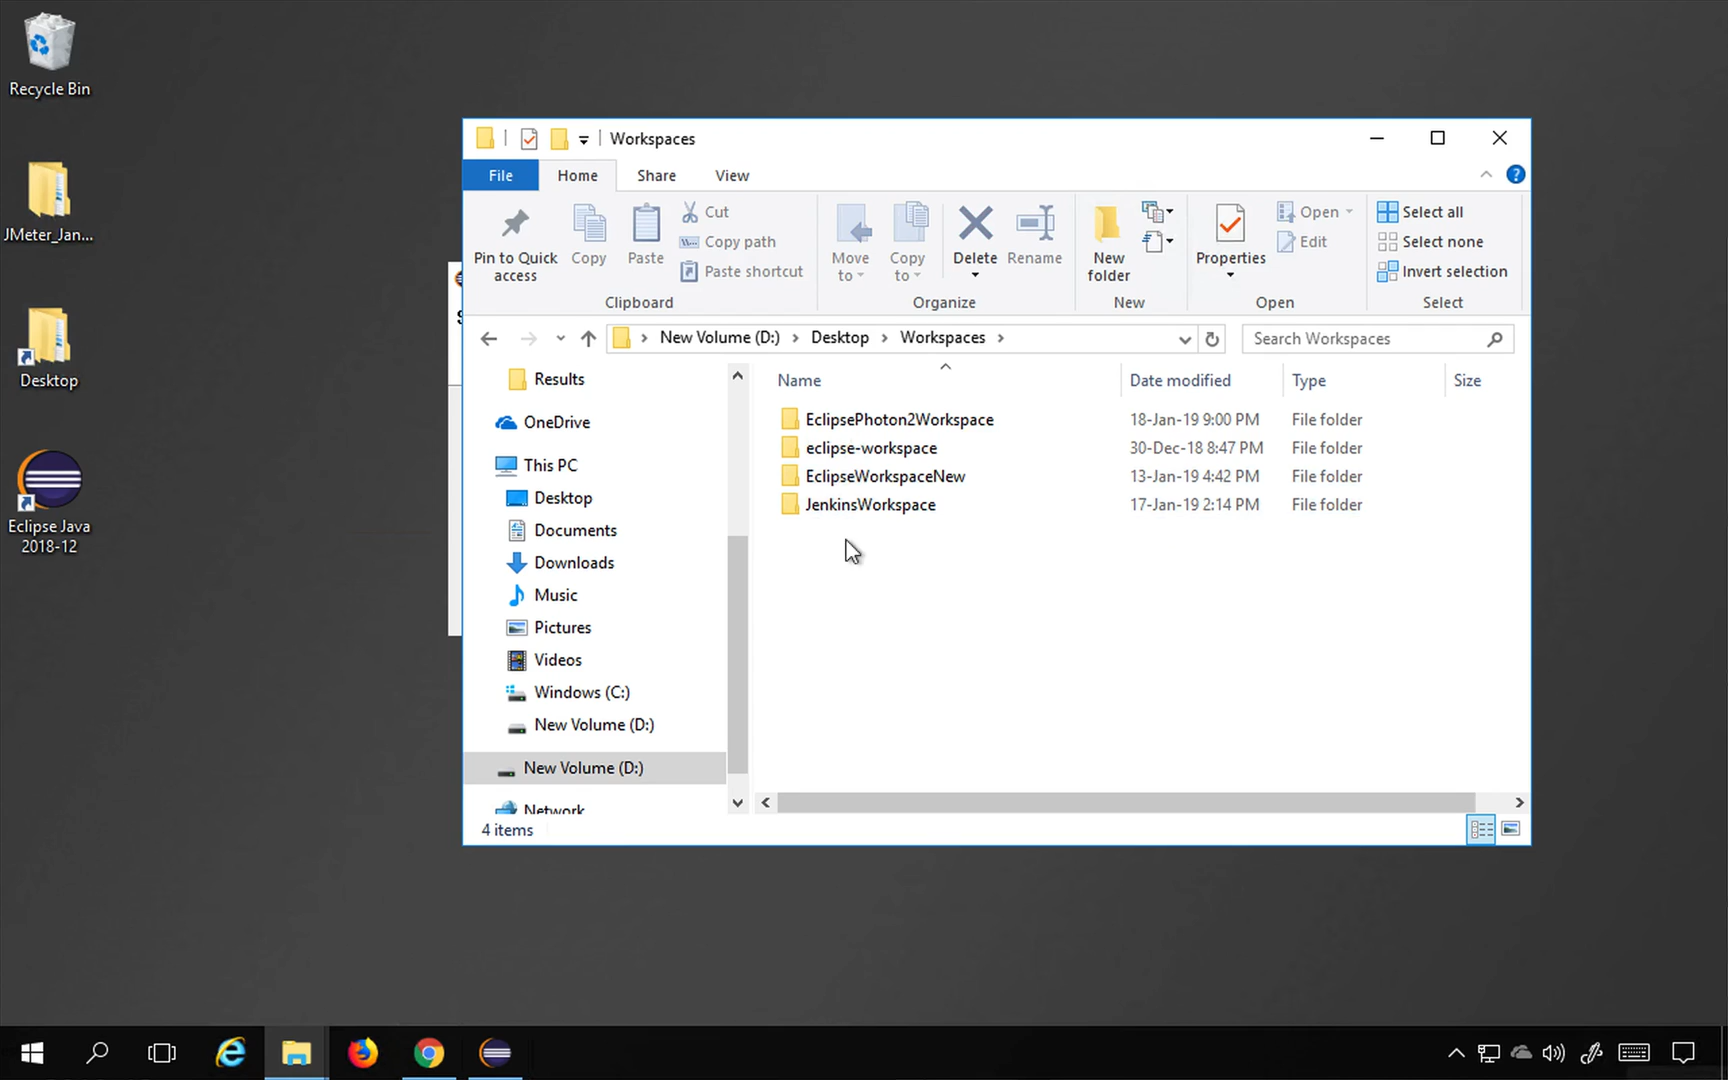 Recycle Bin
JMeter_Jan...
Desktop
Eclipse Java
2018-12
Workspaces
File
Home
Share
View
Pin to Quick
access
Copy
Paste
Cut
Copy path
Paste shortcut
Clipboard
Move
to
Copy
to
Delete
Rename
Organize
New
folder
New
Properties
Open
Edit
Open
Select all
Select none
Invert selection
Select
New Volume (D:)
Desktop
Workspaces
Search Workspaces
Results
OneDrive
This PC
Desktop
Documents
Downloads
Music
Pictures
Videos
Windows (C:)
New Volume (D:)
New Volume (D:)
Network
Name Date modified Type Size
EclipsePhoton2Workspace 18-Jan-19 9:00 PM File folder
eclipse-workspace 30-Dec-18 8:47 PM File folder
EclipseWorkspaceNew 13-Jan-19 4:42 PM File folder
JenkinsWorkspace 17-Jan-19 2:14 PM File folder
4 items